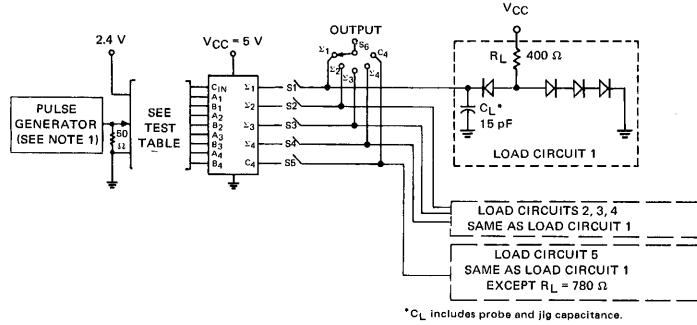 OUTPUT
VCC
2.4 V
VCC = 5 V
Σ1
S6
C4
Σ2
Σ3
Σ4
RL
400 Ω
PULSE
GENERATOR
(SEE NOTE 1)
50
Ω
SEE
TEST
TABLE
CIN
A1
B1
A2
B2
A3
B3
A4
B4
Σ1
Σ2
Σ3
Σ4
C4
S1
S2
S3
S4
S5
CL*
15 pF
LOAD CIRCUIT 1
LOAD CIRCUITS 2, 3, 4
SAME AS LOAD CIRCUIT 1
LOAD CIRCUIT 5
SAME AS LOAD CIRCUIT 1
EXCEPT RL = 780 Ω
*CL includes probe and jig capacitance.